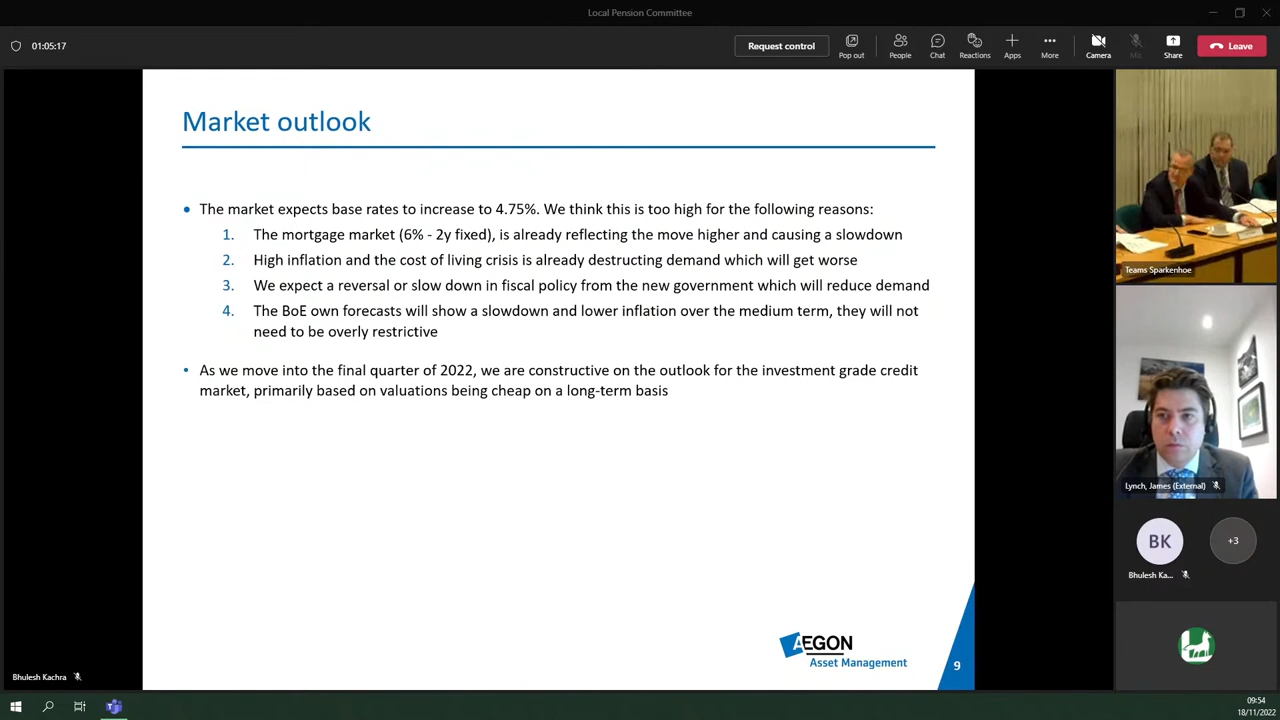 Local Pension Committee
01:05:17
Request control
Pop out
People
Chat
Reactions
Apps
More
Camera
Mic
Share
Leave
Market outlook
The market expects base rates to increase to 4.75%. We think this is too high for the following reasons:
1. The mortgage market (6% - 2y fixed), is already reflecting the move higher and causing a slowdown
2. High inflation and the cost of living crisis is already destructing demand which will get worse
3. We expect a reversal or slow down in fiscal policy from the new government which will reduce demand
4. The BoE own forecasts will show a slowdown and lower inflation over the medium term, they will not
need to be overly restrictive
As we move into the final quarter of 2022, we are constructive on the outlook for the investment grade credit
market, primarily based on valuations being cheap on a long-term basis
AEGON
Asset Management
9
Teams Sparkenhoe
Lynch, James (External)
BK
+3
Bhulesh Ka...
Bhulesh Kachra
09:54
18/11/2022